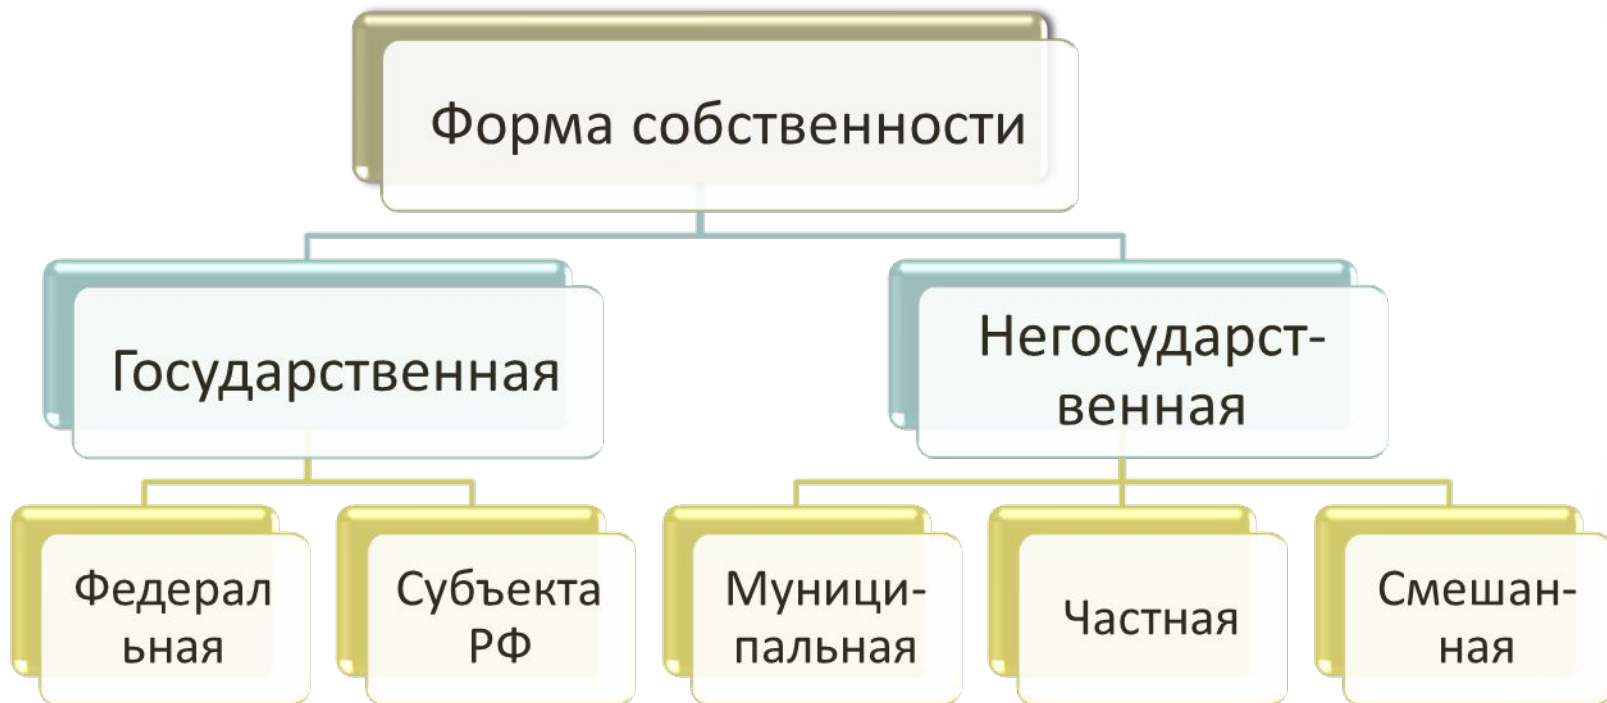 Форма собственности
Государственная
Негосударст-
венная
Федерал
ьная
Субъекта
РФ
Муници-
пальная
Частная
Смешан-
ная